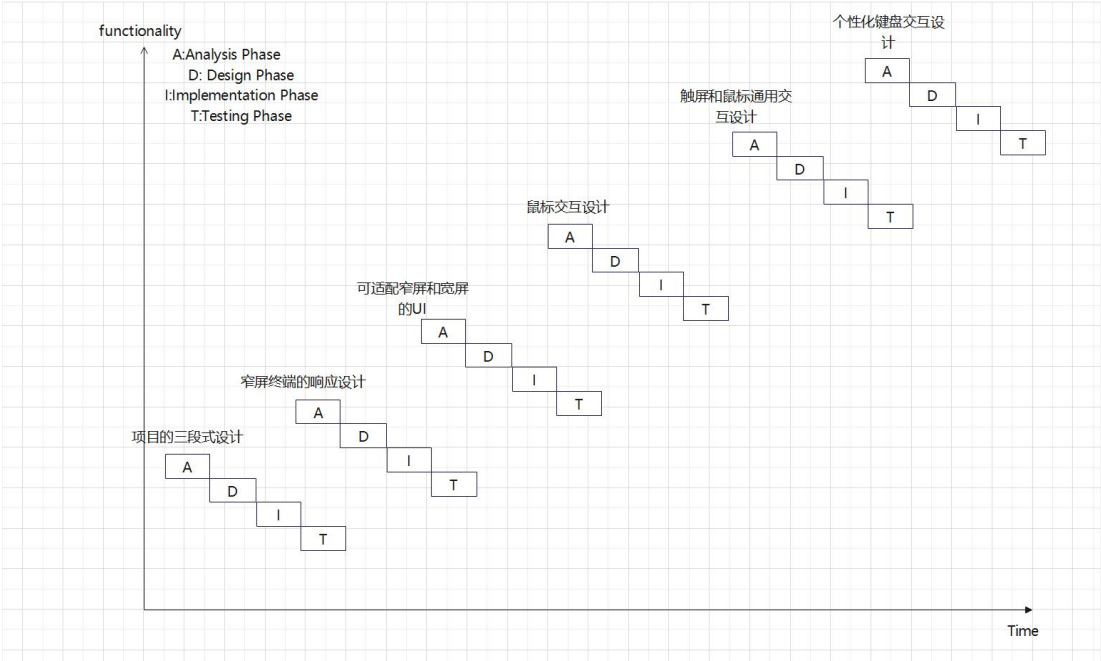 functionality
A:Analysis Phase
D: Design Phase
I:Implementation Phase
T:Testing Phase
个性化键盘交互设
计
A
D
I
T
触屏和鼠标通用交
互设计
A
D
I
T
鼠标交互设计
A
D
I
T
可适配窄屏和宽屏
的UI
A
D
I
T
窄屏终端的响应设计
A
D
I
T
项目的三段式设计
A
D
I
T
Time